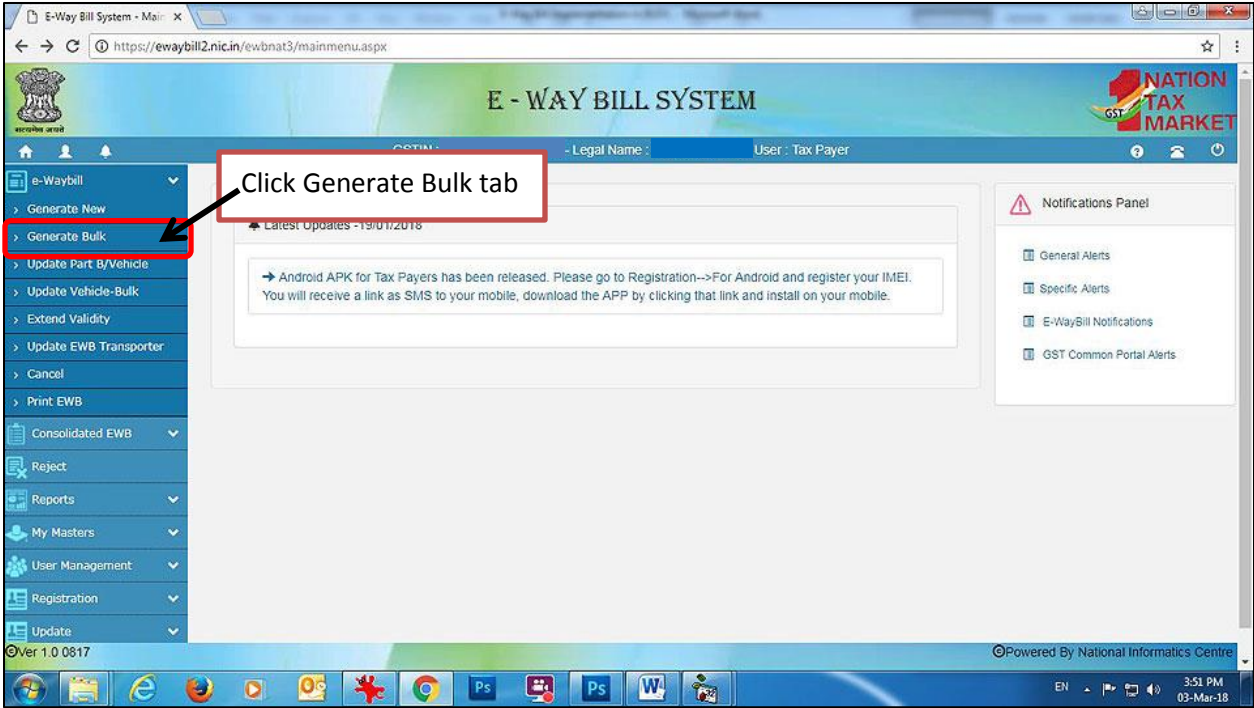 E-Way Bill System - Main
https://ewaybill2.nic.in/ewbnat3/mainmenu.aspx
सत्यमेव जयते
E - WAY BILL SYSTEM
NATION
TAX
MARKET
GST
GSTIN :
- Legal Name :
User : Tax Payer
Click Generate Bulk tab
e-Waybill
Generate New
Generate Bulk
Update Part B/Vehicle
Update Vehicle-Bulk
Extend Validity
Update EWB Transporter
Cancel
Print EWB
Consolidated EWB
Reject
Reports
My Masters
User Management
Registration
Update
Latest Updates -19/01/2018
Android APK for Tax Payers has been released. Please go to Registration-->For Android and register your IMEI.
You will receive a link as SMS to your mobile, download the APP by clicking that link and install on your mobile.
Notifications Panel
General Alerts
Specific Alerts
E-WayBill Notifications
GST Common Portal Alerts
©Ver 1.0 0817
©Powered By National Informatics Centre
Ps
Ps
EN
3:51 PM
03-Mar-18